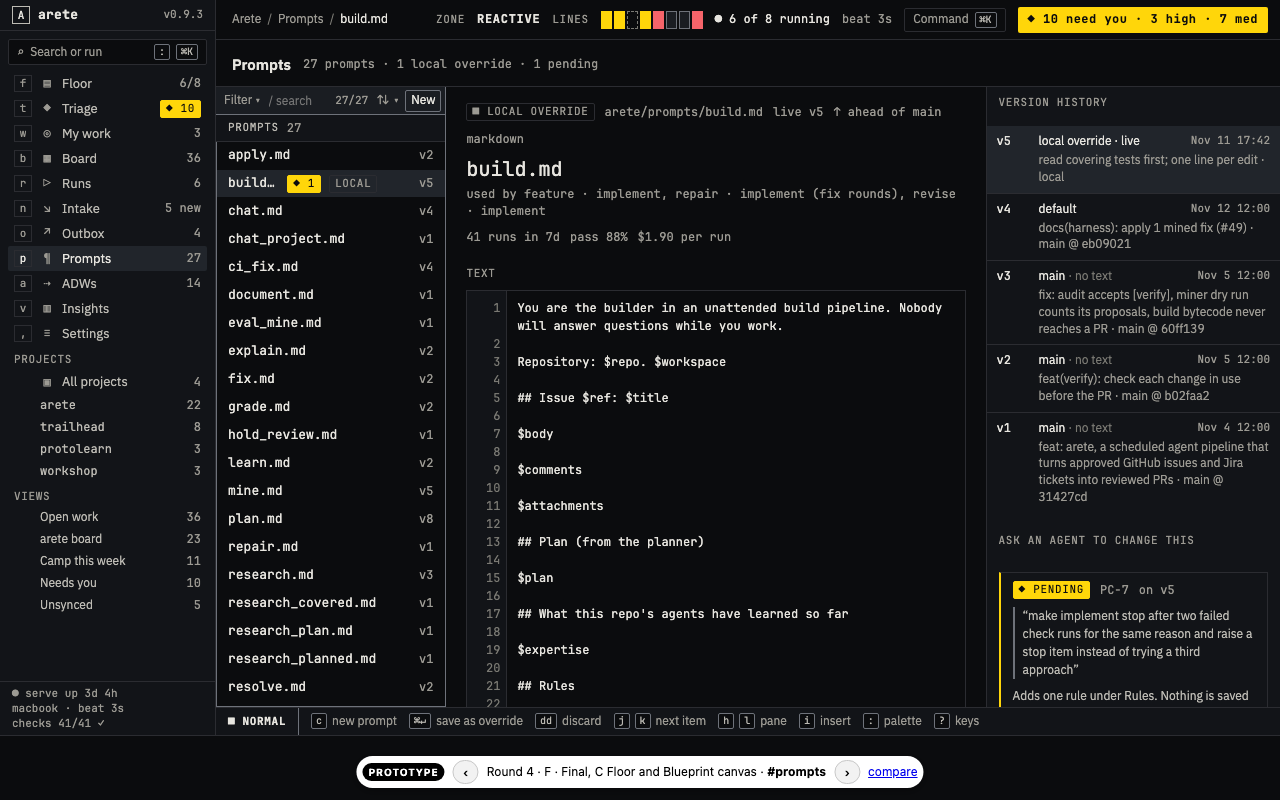 A arete v0.9.3
Search or run : ⌘K
f Floor 6/8
t Triage ◆ 10
w My work 3
b Board 36
r Runs 6
n Intake 5 new
o Outbox 4
p ¶ Prompts 27
a ADWs 14
v Insights
, Settings
PROJECTS
All projects 4
arete 22
trailhead 8
protolearn 3
workshop 3
VIEWS
Open work 36
arete board 23
Camp this week 11
Needs you 10
Unsynced 5
● serve up 3d 4h
macbook · beat 3s
checks 41/41 ✓
Arete / Prompts / build.md
ZONE REACTIVE LINES
● 6 of 8 running beat 3s
Command ⌘K
◆ 10 need you · 3 high · 7 med
Prompts 27 prompts · 1 local override · 1 pending
Filter / search 27/27 New
PROMPTS 27
apply.md v2
build… ◆ 1 LOCAL v5
chat.md v4
chat_project.md v1
ci_fix.md v4
document.md v1
eval_mine.md v1
explain.md v2
fix.md v2
grade.md v2
hold_review.md v1
learn.md v2
mine.md v5
plan.md v8
repair.md v1
research.md v3
research_covered.md v1
research_plan.md v1
research_planned.md v1
resolve.md v2
■ LOCAL OVERRIDE arete/prompts/build.md live v5 ↑ ahead of main
markdown
build.md
used by feature · implement, repair · implement (fix rounds), revise
· implement
41 runs in 7d pass 88% $1.90 per run
TEXT
1 You are the builder in an unattended build pipeline. Nobody
will answer questions while you work.
2
3 Repository: $repo. $workspace
4
5 ## Issue $ref: $title
6
7 $body
8
9 $comments
10
11 $attachments
12
13 ## Plan (from the planner)
14
15 $plan
16
17 ## What this repo's agents have learned so far
18
19 $expertise
20
21 ## Rules
22
VERSION HISTORY
v5 local override · live Nov 11 17:42
read covering tests first; one line per edit ·
local
v4 default Nov 12 12:00
docs(harness): apply 1 mined fix (#49) ·
main @ eb09021
v3 main · no text Nov 5 12:00
fix: audit accepts [verify], miner dry run
counts its proposals, build bytecode never
reaches a PR · main @ 60ff139
v2 main · no text Nov 5 12:00
feat(verify): check each change in use
before the PR · main @ b02faa2
v1 main · no text Nov 4 12:00
feat: arete, a scheduled agent pipeline that
turns approved GitHub issues and Jira
tickets into reviewed PRs · main @
31427cd
ASK AN AGENT TO CHANGE THIS
◆ PENDING PC-7 on v5
“make implement stop after two failed
check runs for the same reason and raise a
stop item instead of trying a third
approach”
Adds one rule under Rules. Nothing is saved
■ NORMAL c new prompt ⌘↵ save as override dd discard j k next item h l pane i insert : palette ? keys
PROTOTYPE ‹ Round 4 · F · Final, C Floor and Blueprint canvas · #prompts › compare